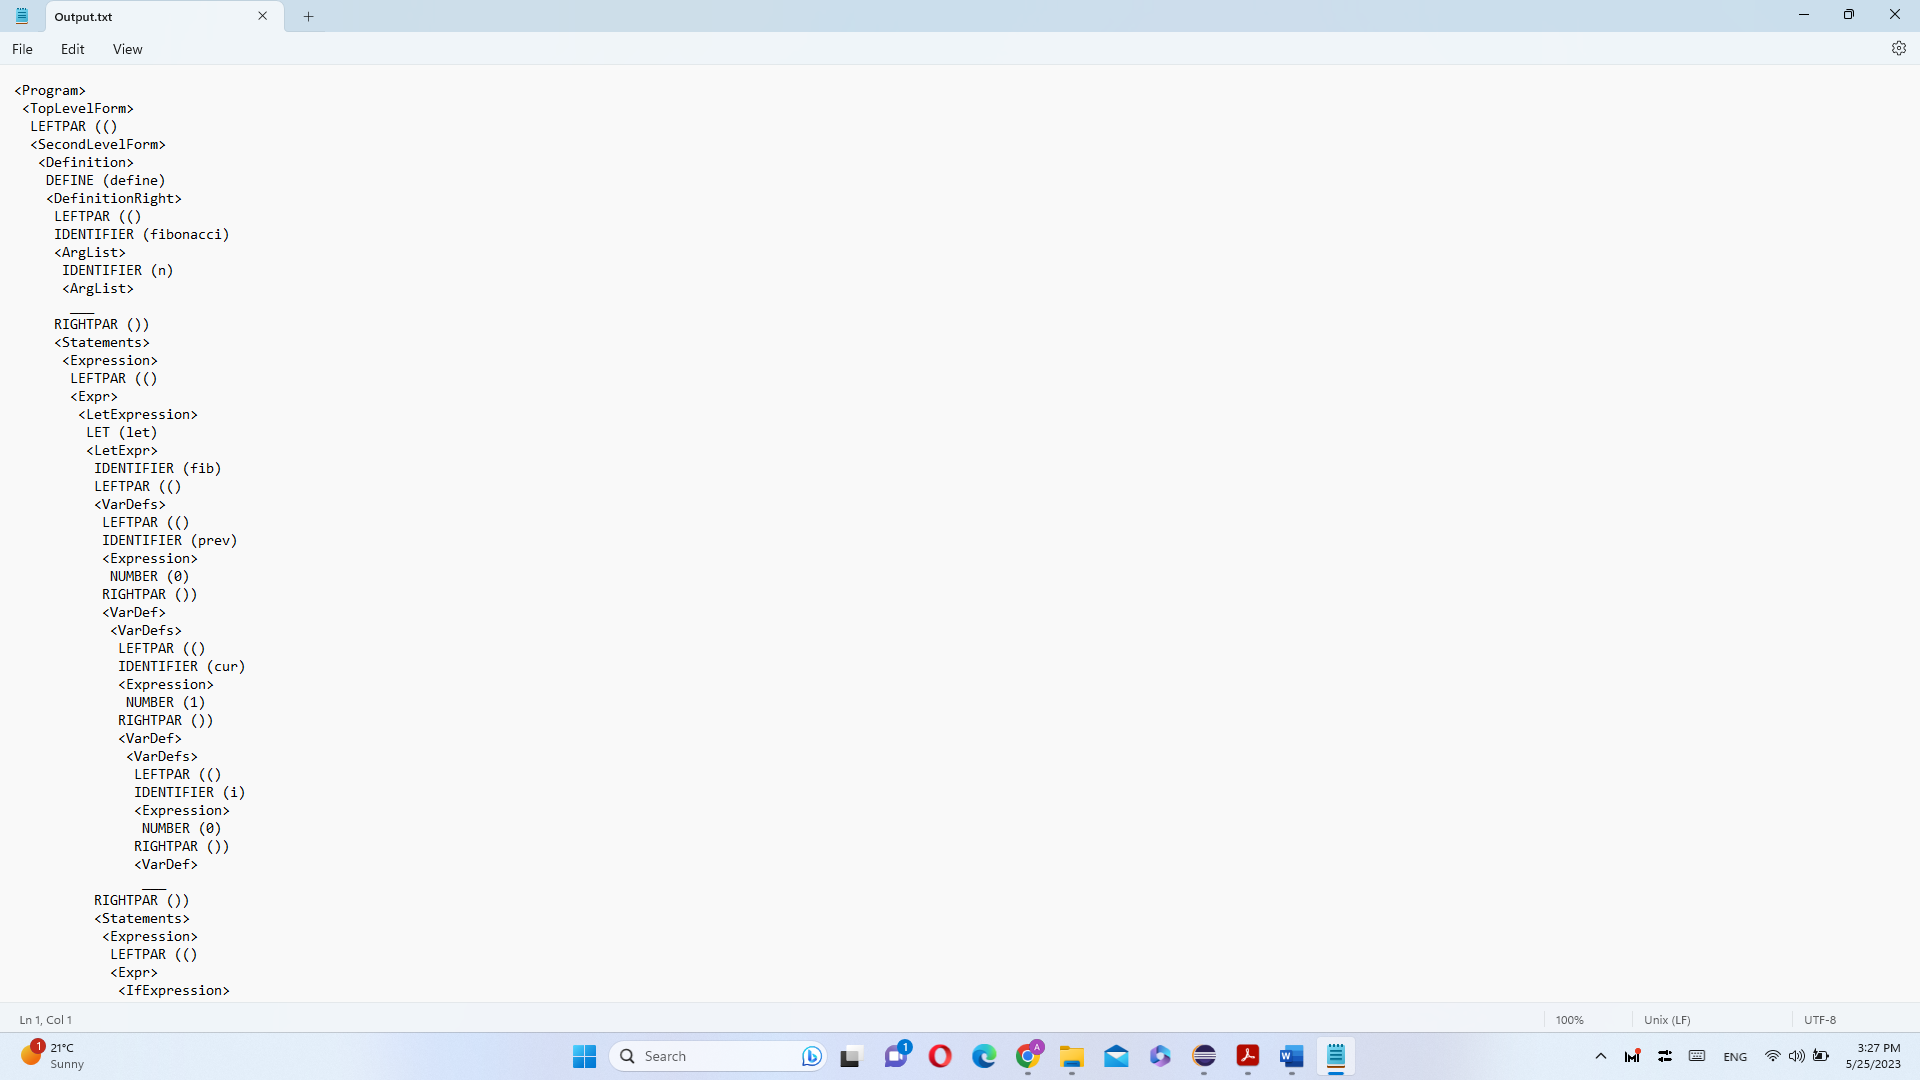 Output.txt
File Edit View
<Program>
 <TopLevelForm>
  LEFTPAR (()
  <SecondLevelForm>
   <Definition>
    DEFINE (define)
    <DefinitionRight>
     LEFTPAR (()
     IDENTIFIER (fibonacci)
     <ArgList>
      IDENTIFIER (n)
      <ArgList>
       ___
     RIGHTPAR ())
     <Statements>
      <Expression>
       LEFTPAR (()
       <Expr>
        <LetExpression>
         LET (let)
         <LetExpr>
          IDENTIFIER (fib)
          LEFTPAR (()
          <VarDefs>
           LEFTPAR (()
           IDENTIFIER (prev)
           <Expression>
            NUMBER (0)
           RIGHTPAR ())
           <VarDef>
            <VarDefs>
             LEFTPAR (()
             IDENTIFIER (cur)
             <Expression>
              NUMBER (1)
             RIGHTPAR ())
             <VarDef>
              <VarDefs>
               LEFTPAR (()
               IDENTIFIER (i)
               <Expression>
                NUMBER (0)
               RIGHTPAR ())
               <VarDef>
                ___
          RIGHTPAR ())
          <Statements>
           <Expression>
            LEFTPAR (()
            <Expr>
             <IfExpression>
Ln 1, Col 1 100% Unix (LF) UTF-8
1 21°C
Sunny
Search
1
A
W
ENG
3:27 PM
5/25/2023